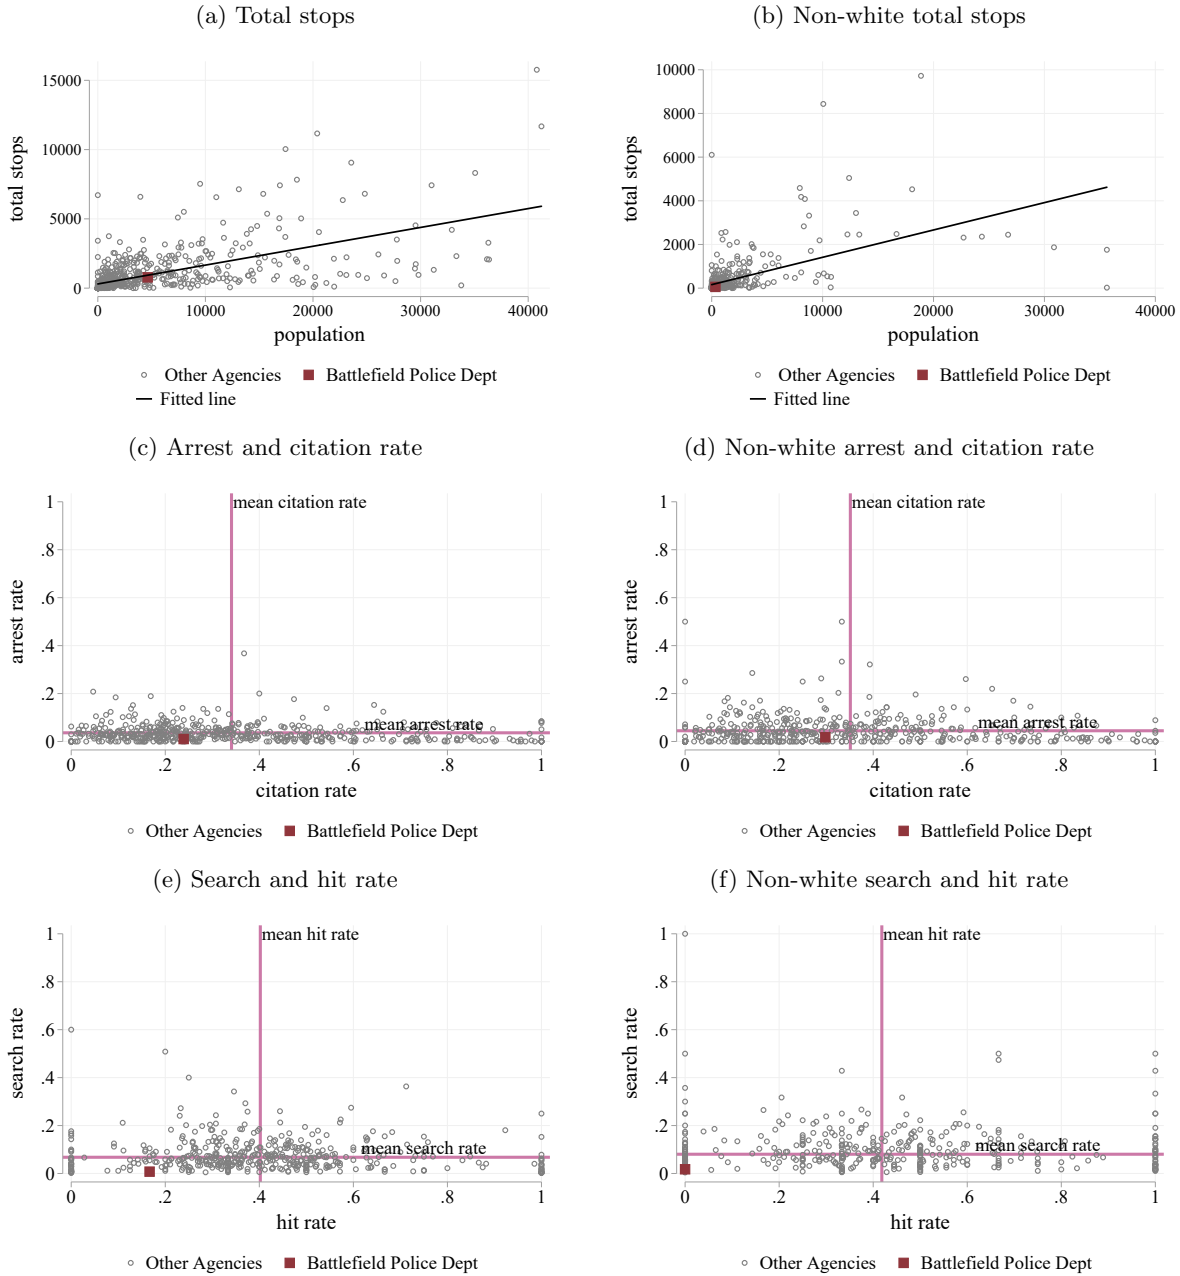 (a) Total stops
(b) Non-white total stops
15000
10000
5000
0
total stops
0 10000 20000 30000 40000
population
Other Agencies Battlefield Police Dept
Fitted line
10000
8000
6000
4000
2000
0
total stops
0 10000 20000 30000 40000
population
Other Agencies Battlefield Police Dept
Fitted line
(c) Arrest and citation rate
(d) Non-white arrest and citation rate
1
.8
.6
.4
.2
0
arrest rate
mean citation rate
mean arrest rate
0 .2 .4 .6 .8 1
citation rate
Other Agencies Battlefield Police Dept
1
.8
.6
.4
.2
0
arrest rate
mean citation rate
mean arrest rate
0 .2 .4 .6 .8 1
citation rate
Other Agencies Battlefield Police Dept
(e) Search and hit rate
(f) Non-white search and hit rate
1
.8
.6
.4
.2
0
search rate
mean hit rate
mean search rate
0 .2 .4 .6 .8 1
hit rate
Other Agencies Battlefield Police Dept
1
.8
.6
.4
.2
0
search rate
mean hit rate
mean search rate
0 .2 .4 .6 .8 1
hit rate
Other Agencies Battlefield Police Dept